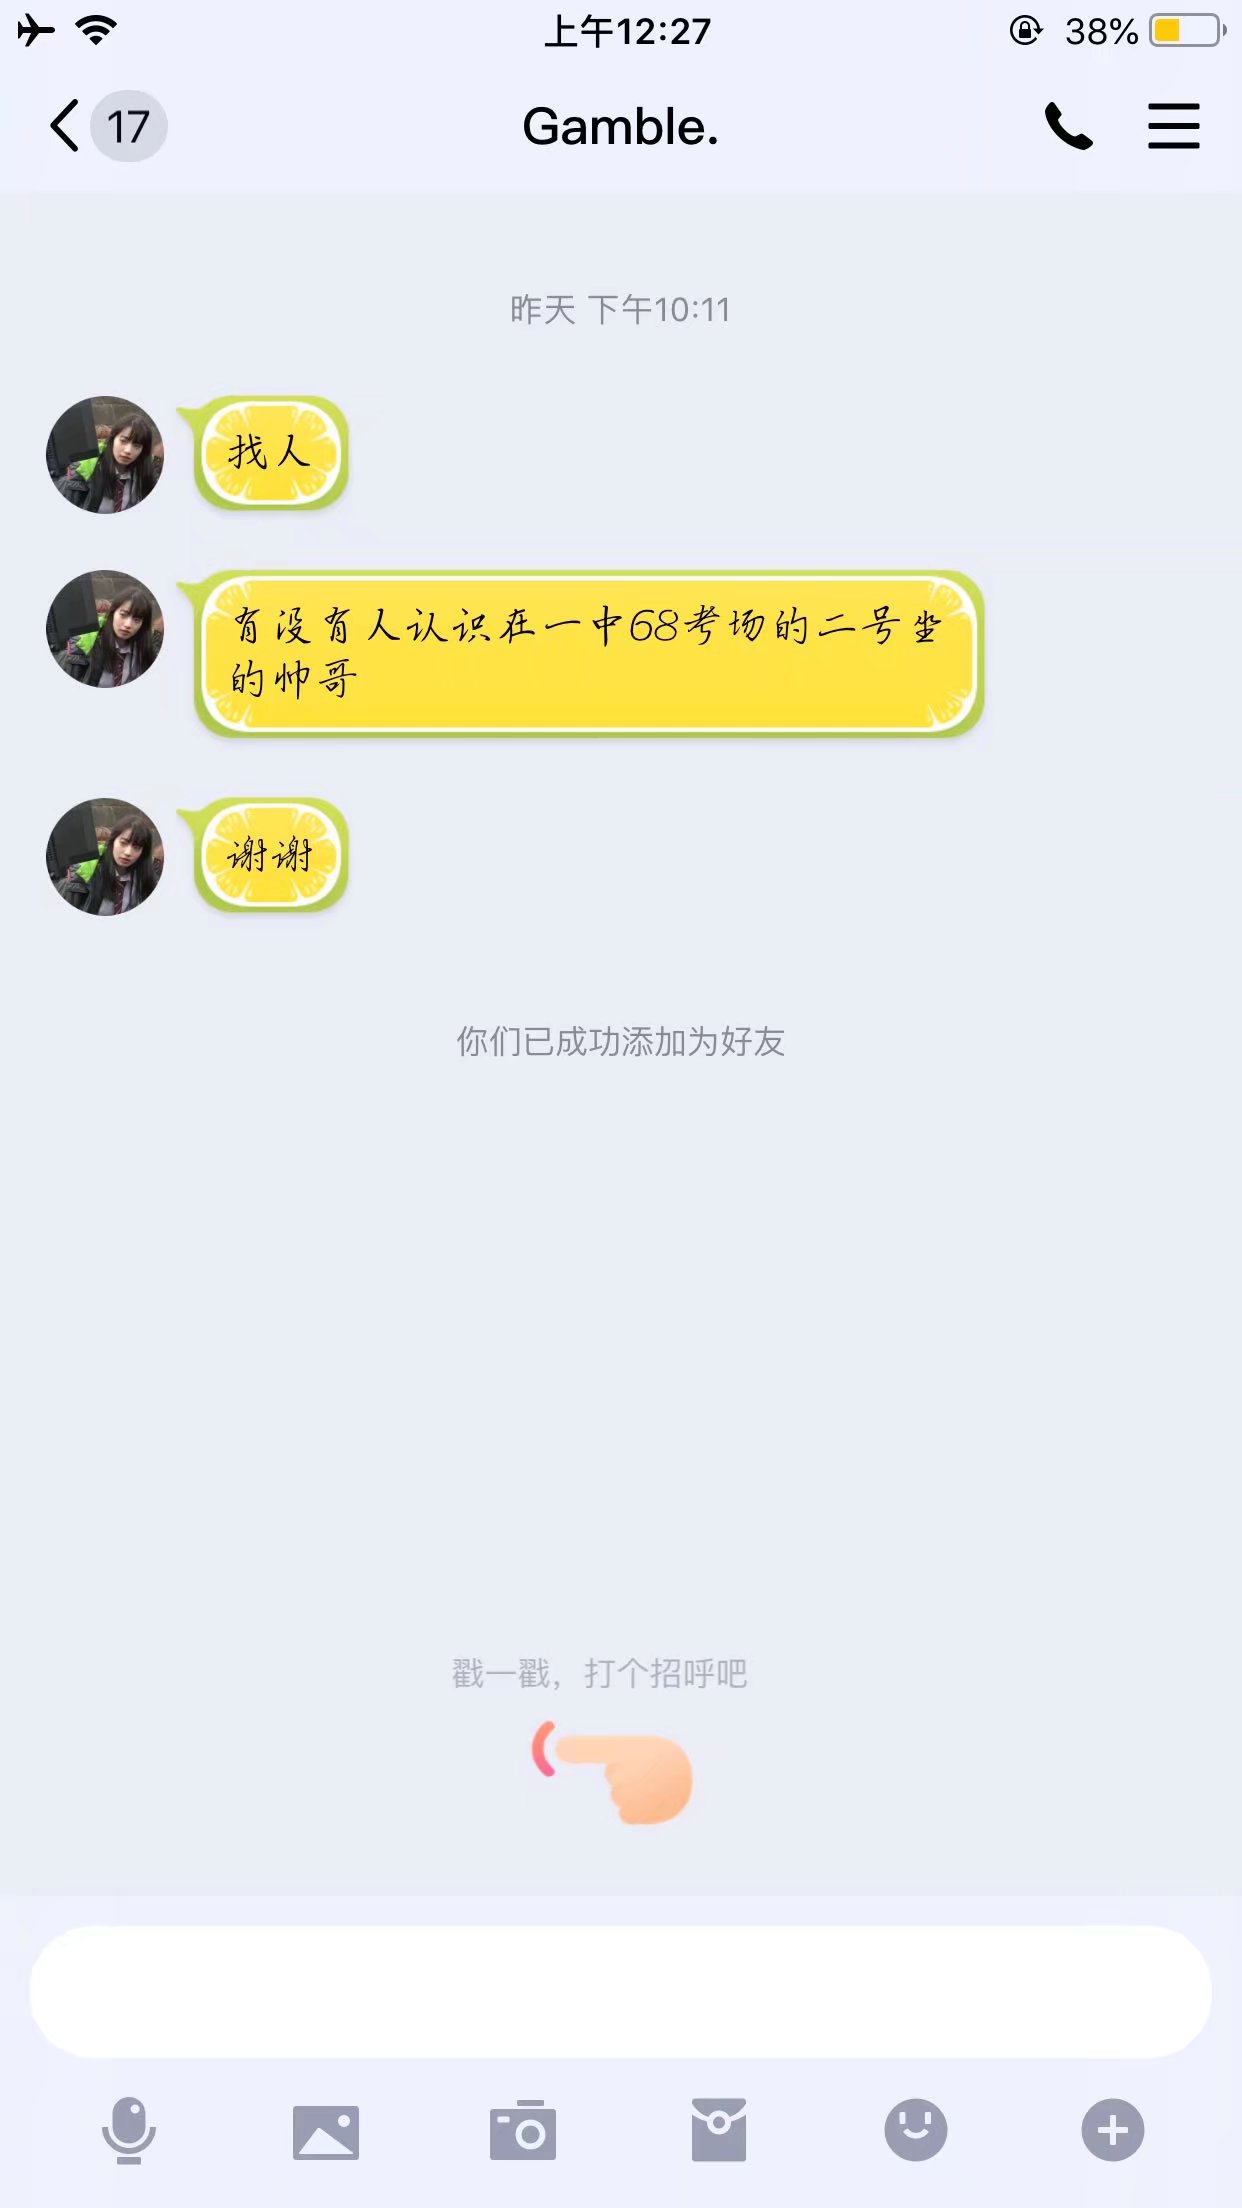 上午12:27
38%
17
Gamble.
昨天 下午10:11
找人
有没有人认识在一中68考场的二号坐
的帅哥
谢谢
你们已成功添加为好友
戳一戳，打个招呼吧